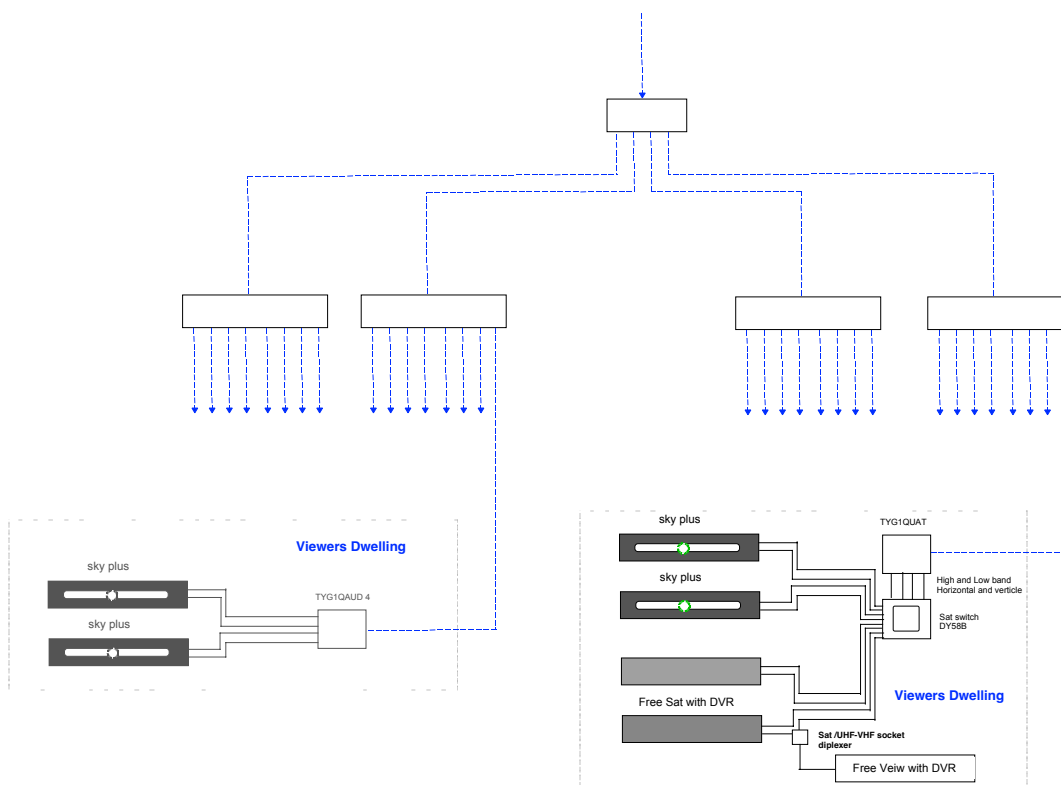 Viewers Dwelling
sky plus
TYG1QAUD 4
sky plus
sky plus
TYG1QUAT
sky plus
High and Low band
Horizontal and verticle
Sat switch
DY58B
Viewers Dwelling
Free Sat with DVR
Sat /UHF-VHF socket
diplexer
Free Veiw with DVR